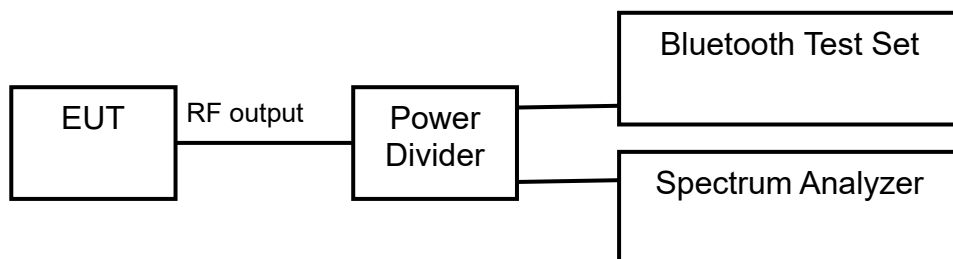 EUT
RF output
Power
Divider
Bluetooth Test Set
Spectrum Analyzer